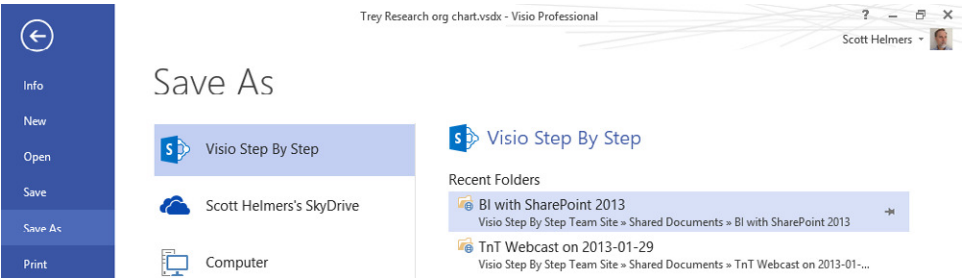 Trey Research org chart.vsdx - Visio Professional
?
Scott Helmers
Info
New
Open
Save
Save As
Print
Save As
S
Visio Step By Step
Scott Helmers's SkyDrive
Computer
S
Visio Step By Step
Recent Folders
BI with SharePoint 2013
Visio Step By Step Team Site » Shared Documents » BI with SharePoint 2013
TnT Webcast on 2013-01-29
Visio Step By Step Team Site » Shared Documents » TnT Webcast on 2013-01-...